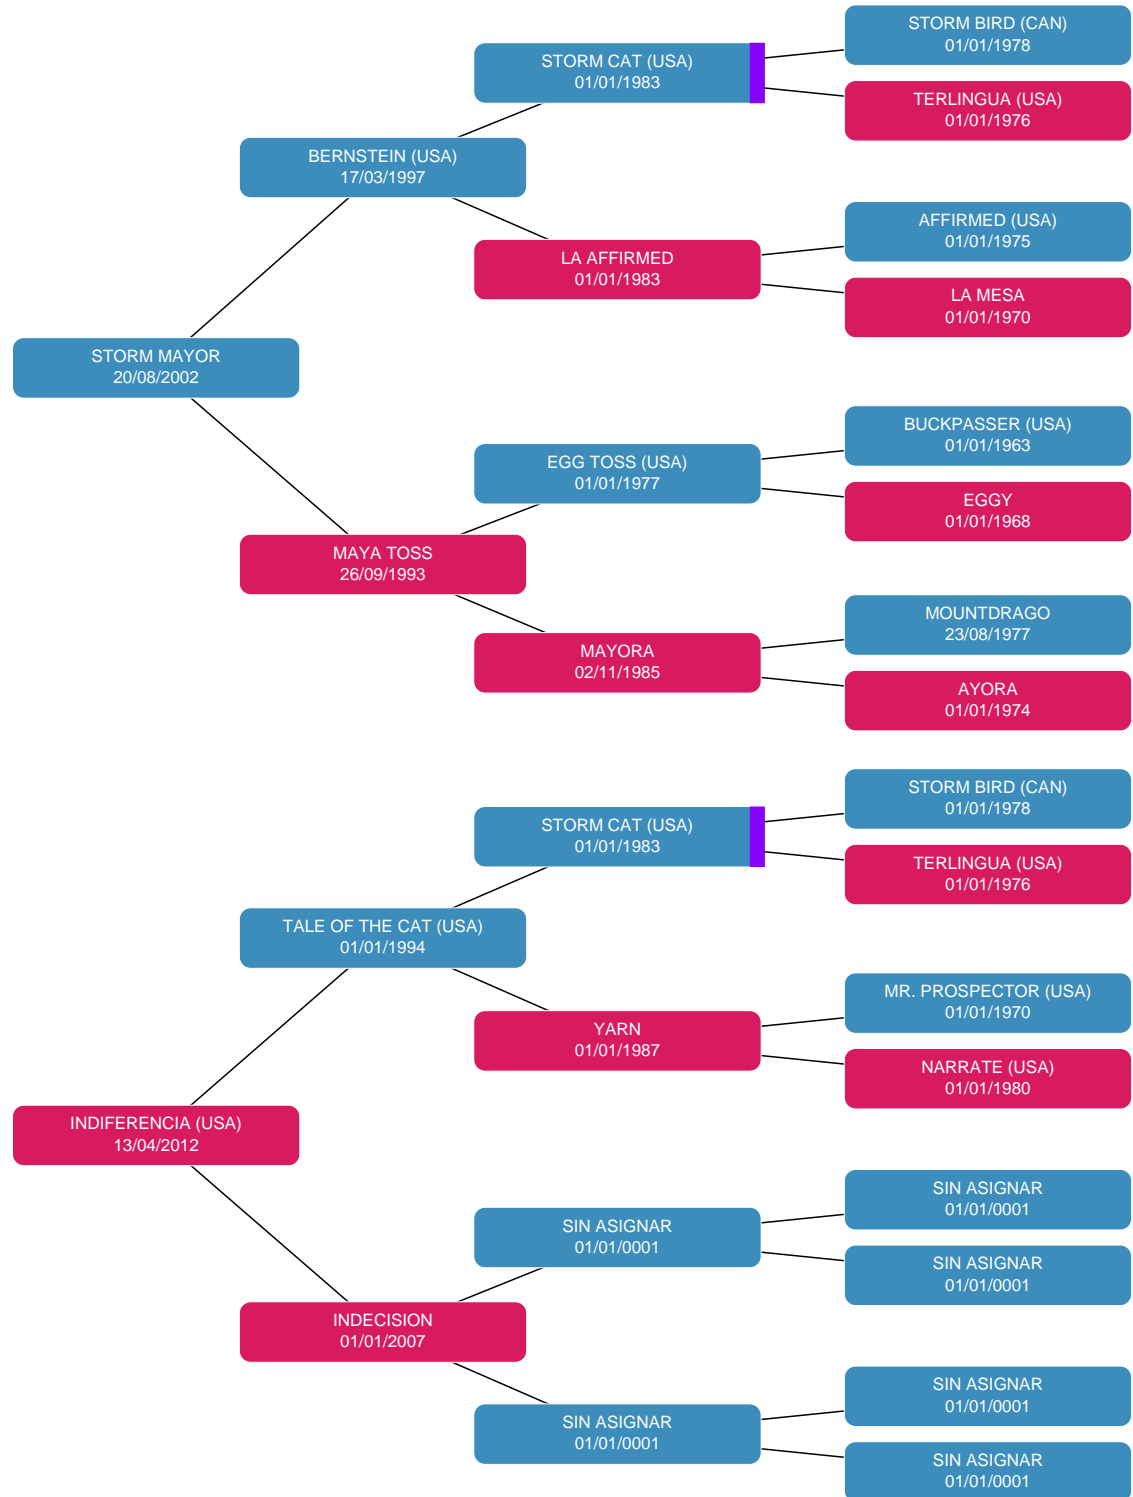 STORM BIRD (CAN)
01/01/1978
STORM CAT (USA)
01/01/1983
TERLINGUA (USA)
01/01/1976
BERNSTEIN (USA)
17/03/1997
AFFIRMED (USA)
01/01/1975
LA AFFIRMED
01/01/1983
LA MESA
01/01/1970
STORM MAYOR
20/08/2002
BUCKPASSER (USA)
01/01/1963
EGG TOSS (USA)
01/01/1977
EGGY
01/01/1968
MAYA TOSS
26/09/1993
MOUNTDRAGO
23/08/1977
MAYORA
02/11/1985
AYORA
01/01/1974
STORM BIRD (CAN)
01/01/1978
STORM CAT (USA)
01/01/1983
TERLINGUA (USA)
01/01/1976
TALE OF THE CAT (USA)
01/01/1994
MR. PROSPECTOR (USA)
01/01/1970
YARN
01/01/1987
NARRATE (USA)
01/01/1980
INDIFERENCIA (USA)
13/04/2012
SIN ASIGNAR
01/01/0001
SIN ASIGNAR
01/01/0001
SIN ASIGNAR
01/01/0001
INDECISION
01/01/2007
SIN ASIGNAR
01/01/0001
SIN ASIGNAR
01/01/0001
SIN ASIGNAR
01/01/0001